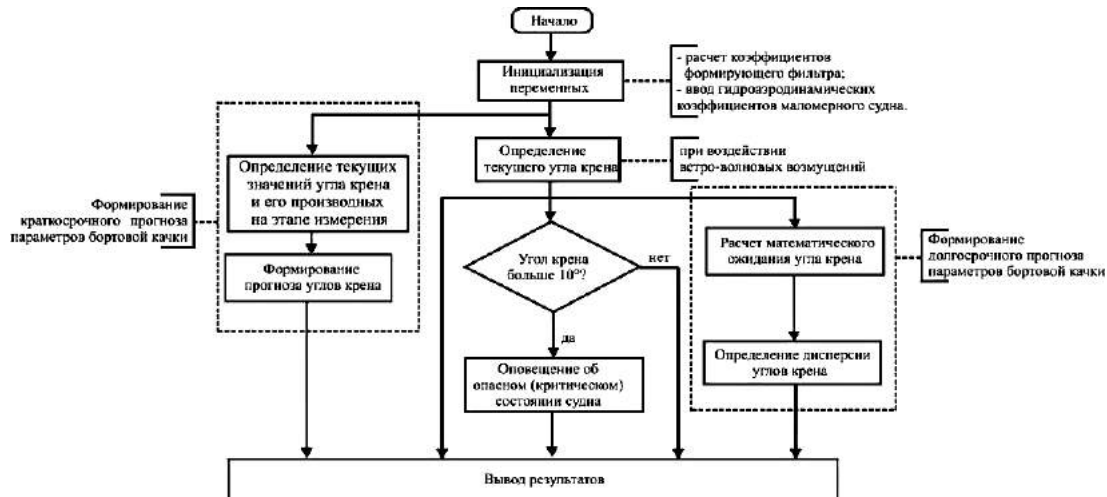 Начало
Инициализация
переменных
- расчет коэффициентов
формирующего фильтра;
- ввод гидроаэродинамических
коэффициентов маломерного судна.
Определение
текущего угла крена
при воздействии
ветро-волновых возмущений
Определение текущих
значений угла крена
и его производных
на этапе измерения
Формирование
краткосрочного прогноза
параметров бортовой качки
Формирование
прогноза углов крена
Угол крена
больше 10°?
нет
да
Расчет математического
ожидания угла крена
Формирование
долгосрочного прогноза
параметров бортовой качки
Оповещение об
опасном (критическом)
состоянии судна
Определение дисперсии
углов крена
Вывод результатов